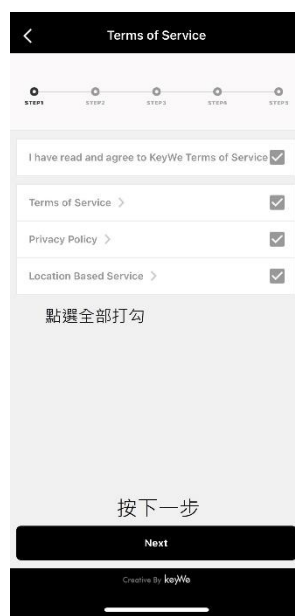 Terms of Service
STEP1 STEP2 STEP3 STEP4 STEP5
I have read and agree to KeyWe Terms of Service
Terms of Service >
Privacy Policy >
Location Based Service >
點選全部打勾
按下一步
Next
Creative By keyWe